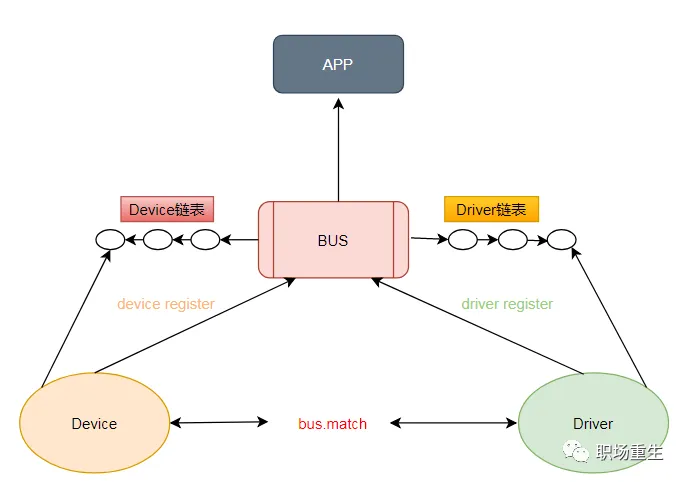 APP
Device链表
Driver链表
BUS
device register
driver register
Device
bus.match
Driver
职场重生